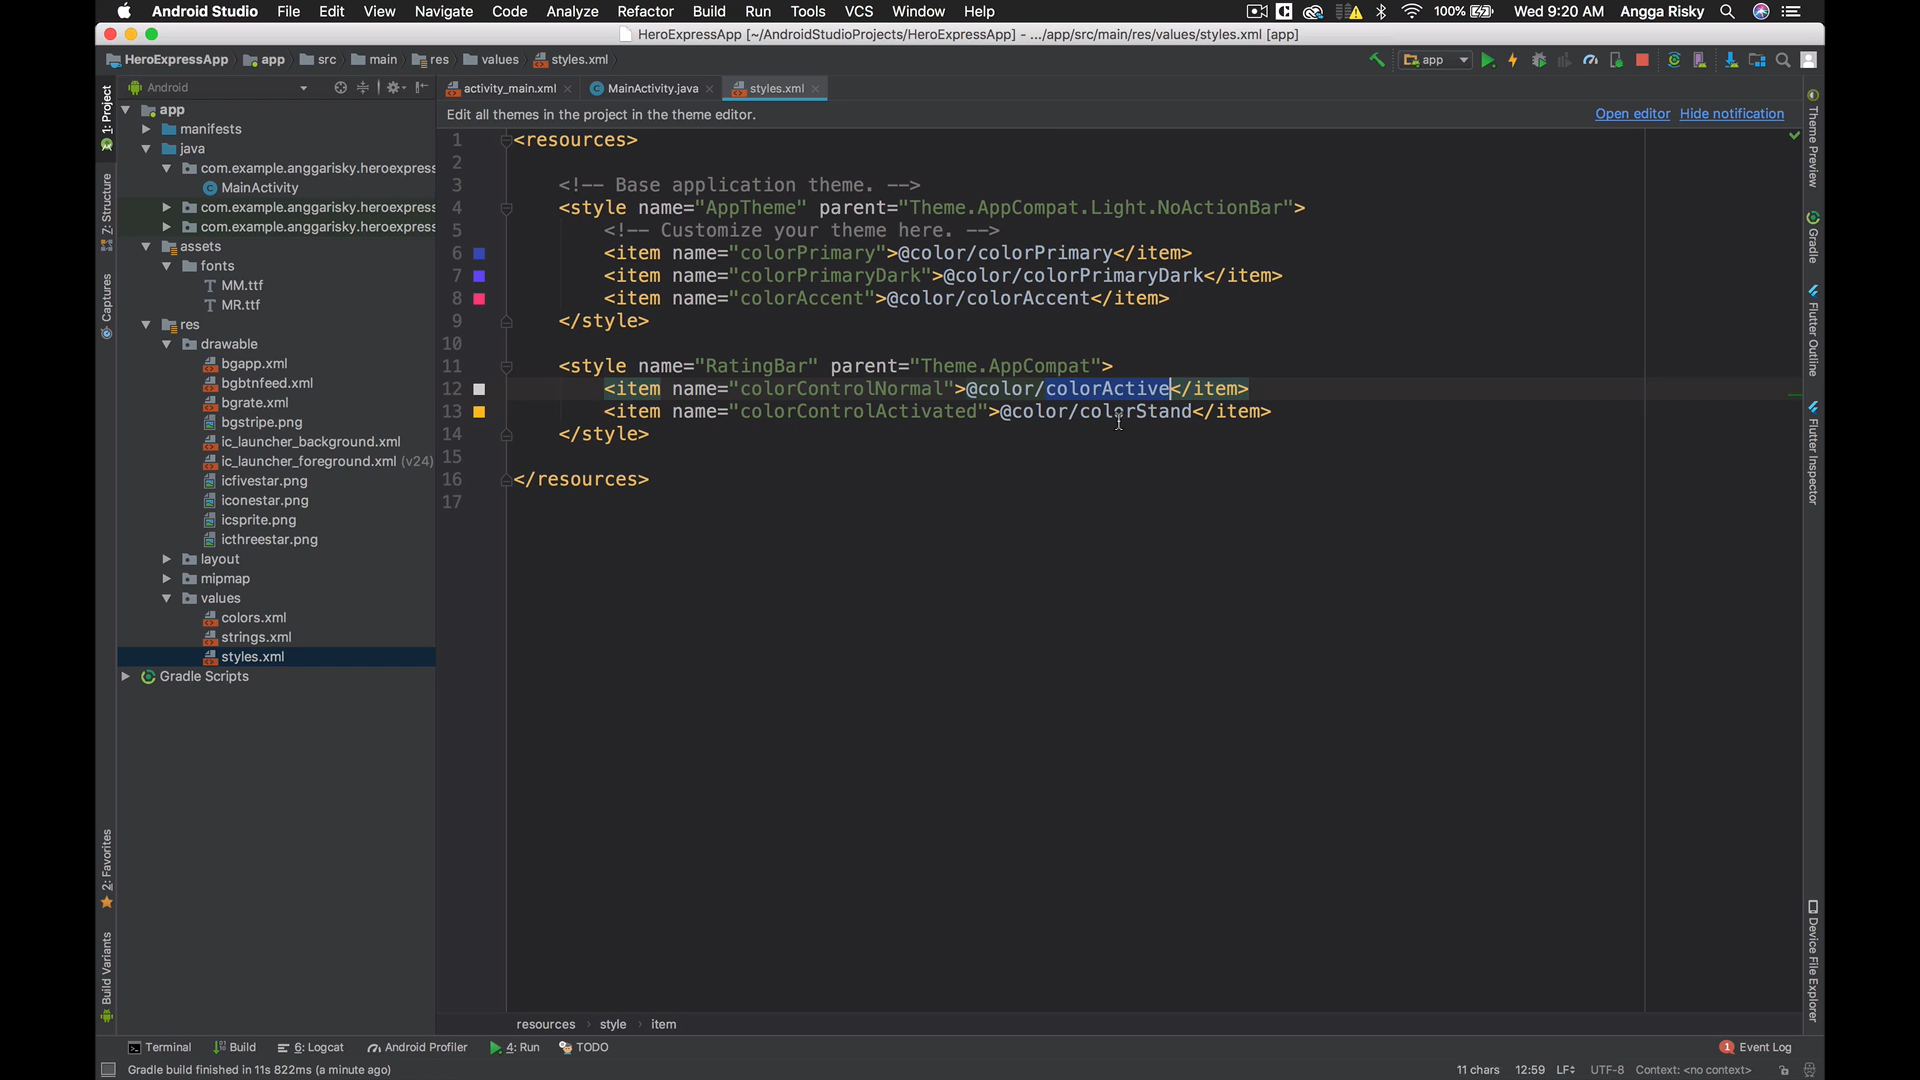 Android Studio File Edit View Navigate Code Analyze Refactor Build Run Tools VCS Window Help 100% Wed 9:20 AM Angga Risky
HeroExpressApp [~/AndroidStudioProjects/HeroExpressApp] - .../app/src/main/res/values/styles.xml [app]
HeroExpressApp app src main res values styles.xml app
Android activity_main.xml MainActivity.java styles.xml
Edit all themes in the project in the theme editor. Open editor Hide notification
1: Project
Z: Structure
Captures
2: Favorites
Build Variants
app
manifests
java
com.example.anggarisky.heroexpress
MainActivity
com.example.anggarisky.heroexpress
com.example.anggarisky.heroexpress
assets
fonts
MM.ttf
MR.ttf
res
drawable
bgapp.xml
bgbtnfeed.xml
bgrate.xml
bgstripe.png
ic_launcher_background.xml
ic_launcher_foreground.xml (v24)
icfivestar.png
iconestar.png
icsprite.png
icthreestar.png
layout
mipmap
values
colors.xml
strings.xml
styles.xml
Gradle Scripts
1 <resources>
2
3 <!-- Base application theme. -->
4 <style name="AppTheme" parent="Theme.AppCompat.Light.NoActionBar">
5 <!-- Customize your theme here. -->
6 <item name="colorPrimary">@color/colorPrimary</item>
7 <item name="colorPrimaryDark">@color/colorPrimaryDark</item>
8 <item name="colorAccent">@color/colorAccent</item>
9 </style>
10
11 <style name="RatingBar" parent="Theme.AppCompat">
12 <item name="colorControlNormal">@color/colorActive</item>
13 <item name="colorControlActivated">@color/colorStand</item>
14 </style>
15
16 </resources>
17
Theme Preview
Gradle
Flutter Outline
Flutter Inspector
Device File Explorer
resources style item
Terminal Build 6: Logcat Android Profiler 4: Run TODO 1 Event Log
Gradle build finished in 11s 822ms (a minute ago) 11 chars 12:59 LF UTF-8 Context: <no context>